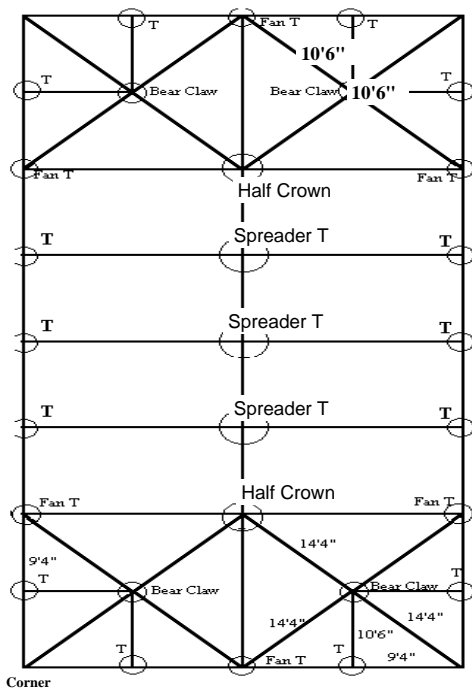 T Fan T T
10'6"
T Bear Claw Bear Claw 10'6" T
Fan T Fan T
Half Crown
T Spreader T T
T Spreader T T
T Spreader T T
Half Crown
Fan T Fan T
9'4" 14'4"
T Bear Claw Bear Claw T
14'4" 14'4"
10'6"
T Fan T T 9'4"
Corner